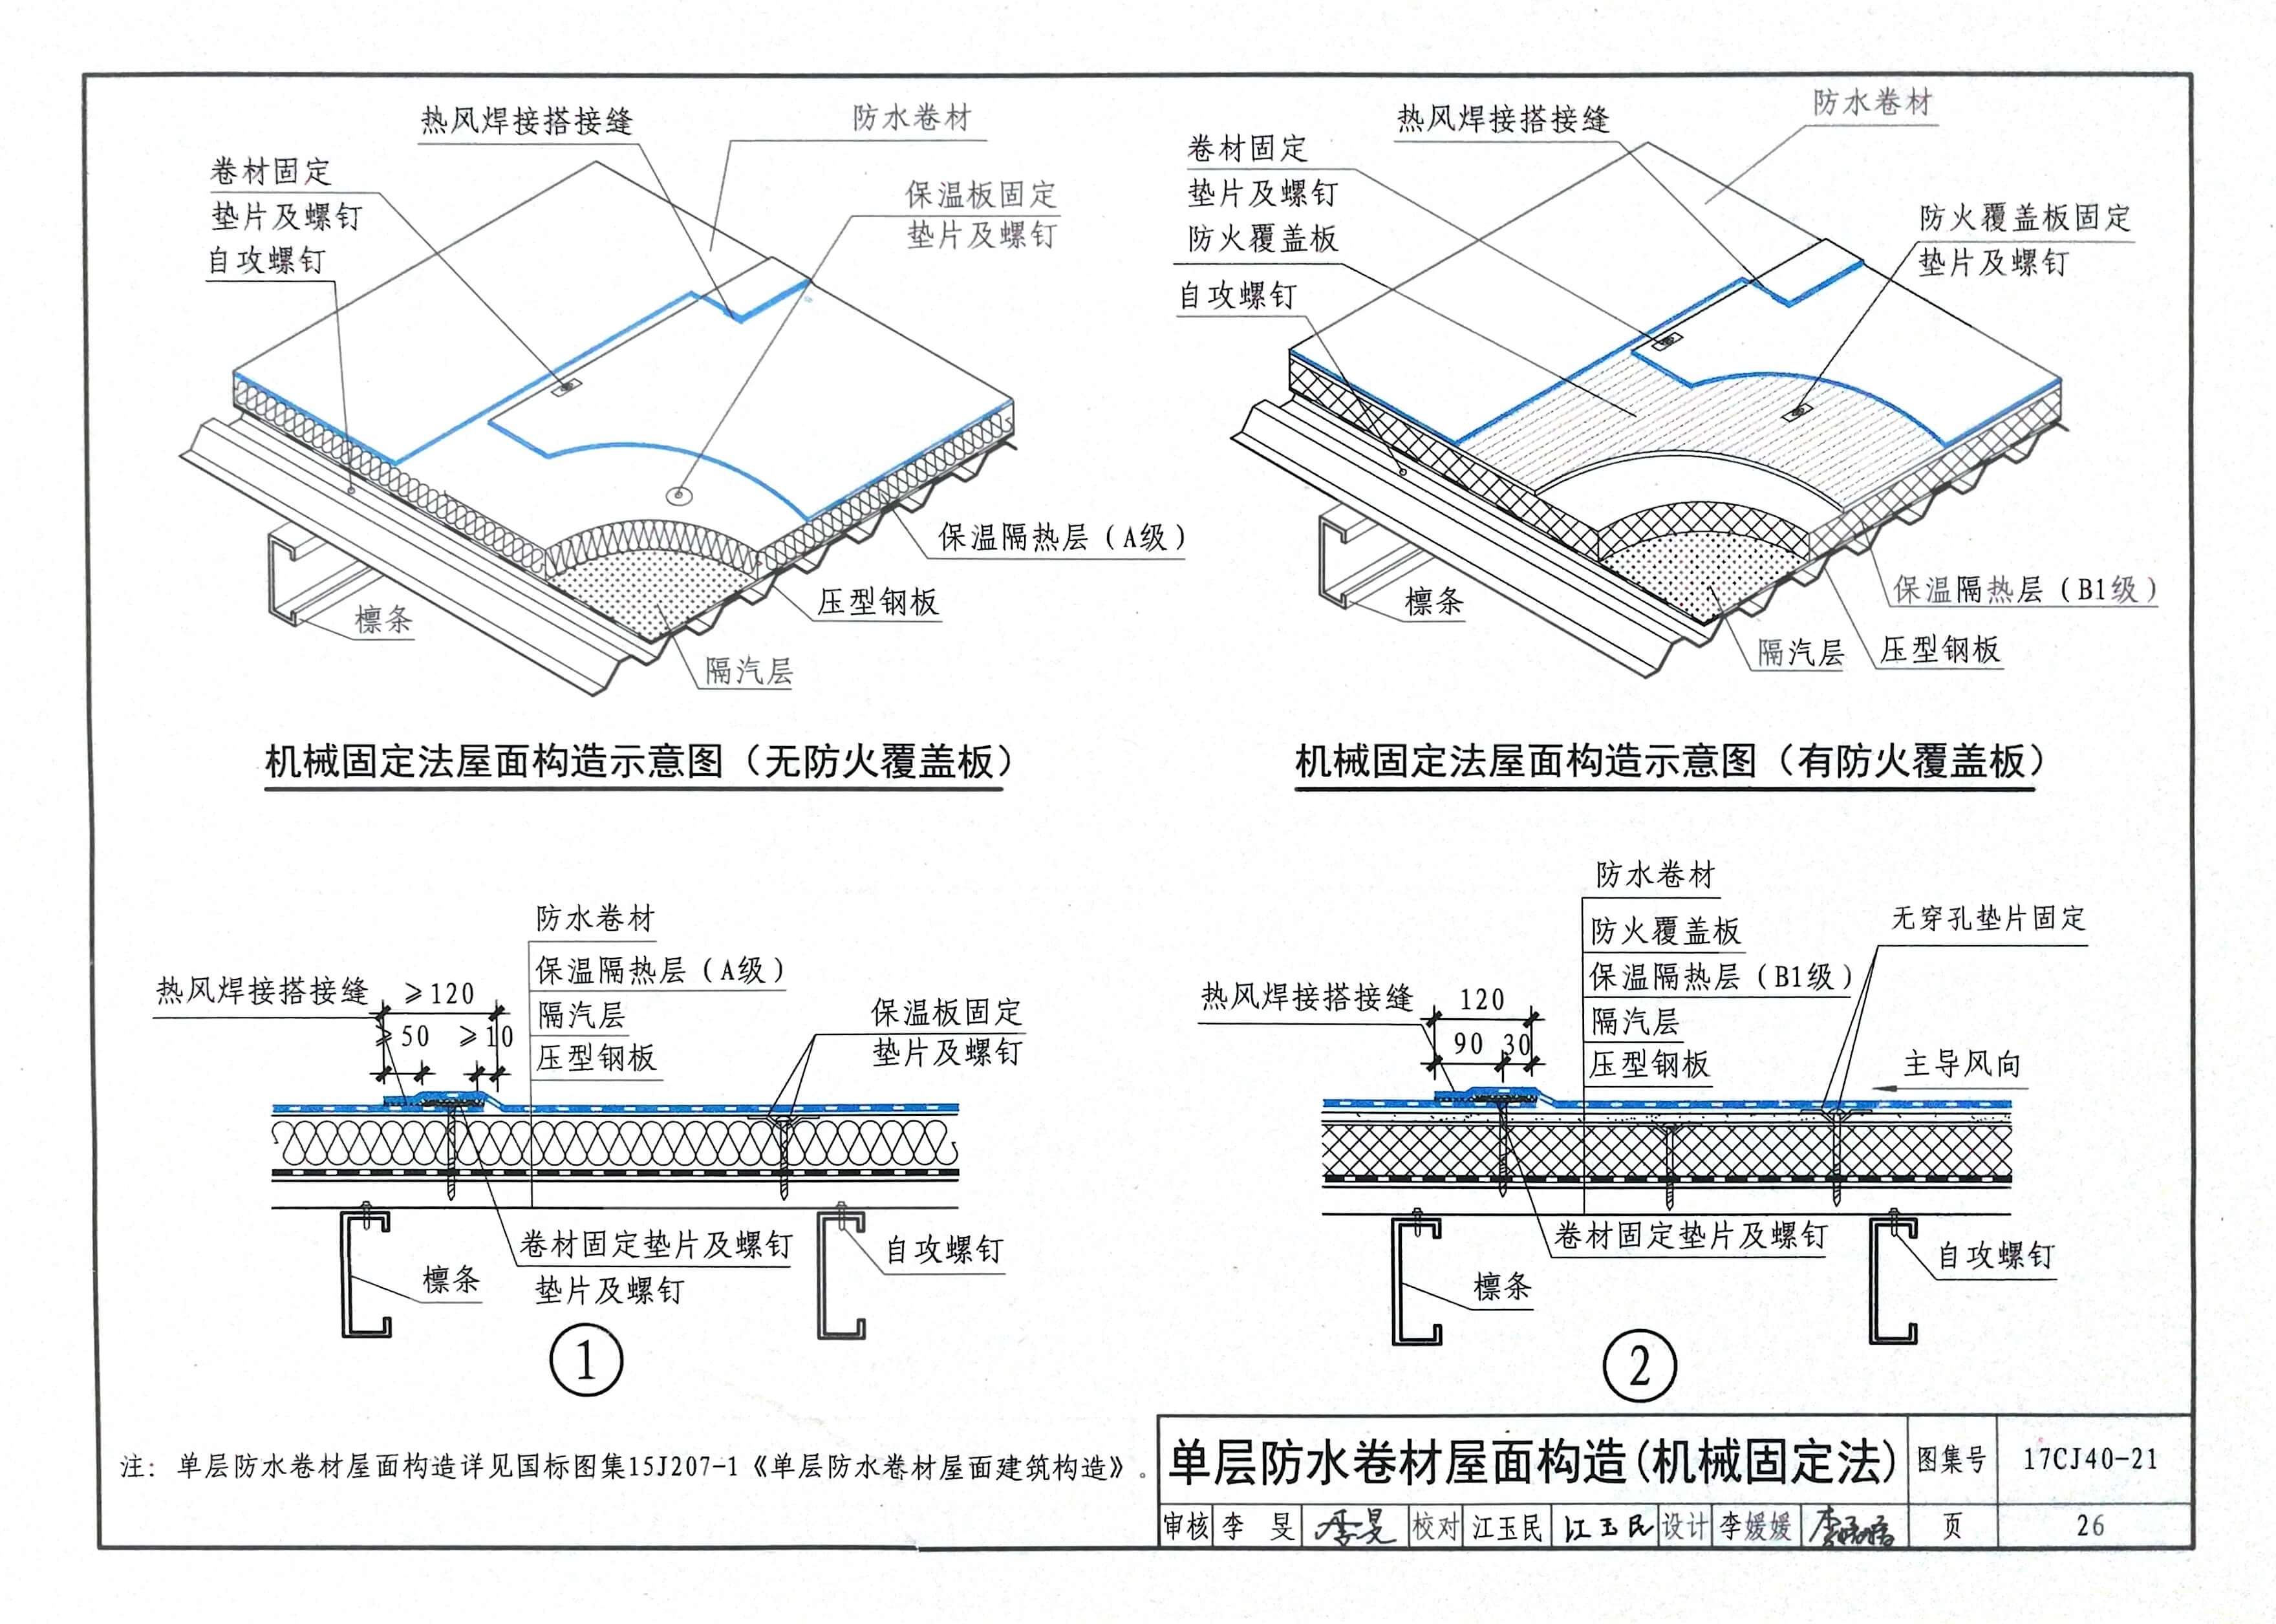 热风焊接搭接缝
防水卷材
卷材固定
垫片及螺钉
自攻螺钉
保温板固定
垫片及螺钉
保温隔热层（A级）
压型钢板
檩条
隔汽层
机械固定法屋面构造示意图（无防火覆盖板）
热风焊接搭接缝
防水卷材
卷材固定
垫片及螺钉
防火覆盖板
自攻螺钉
防火覆盖板固定
垫片及螺钉
檩条
保温隔热层（B1级）
隔汽层
压型钢板
机械固定法屋面构造示意图（有防火覆盖板）
防水卷材
保温隔热层（A级）
隔汽层
压型钢板
热风焊接搭接缝
≥120
≥50
≥10
保温板固定
垫片及螺钉
卷材固定垫片及螺钉
垫片及螺钉
檩条
自攻螺钉
1
防水卷材
防火覆盖板
保温隔热层（B1级）
隔汽层
压型钢板
无穿孔垫片固定
热风焊接搭接缝
120
90
30
主导风向
卷材固定垫片及螺钉
檩条
自攻螺钉
2
注：单层防水卷材屋面构造详见国标图集15J207-1《单层防水卷材屋面建筑构造》。
单层防水卷材屋面构造(机械固定法)
图集号
17CJ40-21
审核 李 旻 李旻 校对 江玉民 江玉民 设计 李媛媛 李媛媛
页
26